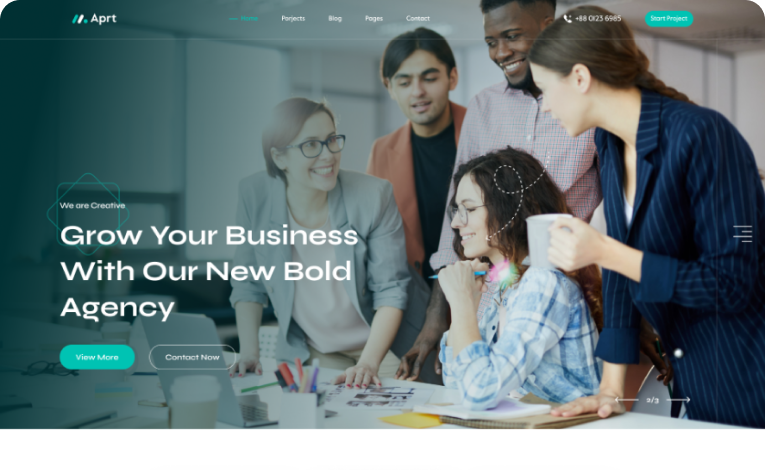 Aprt
Home Porjects Blog Pages Contact
+88 0123 6985
Start Project
We are Creative
Grow Your Business
With Our New Bold
Agency
View More
Contact Now
2/3